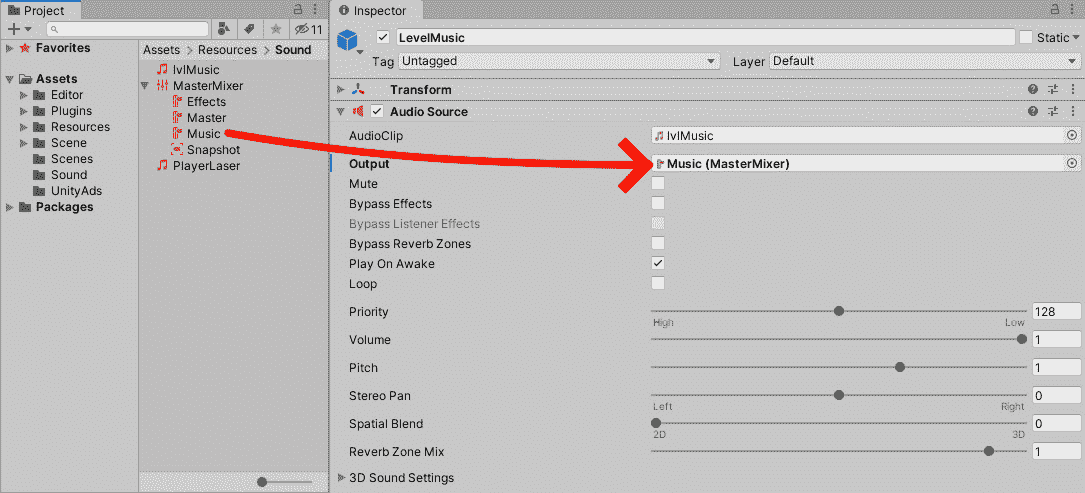 Project
11
Favorites
Assets
Editor
Plugins
Resources
Scene
Scenes
Sound
UnityAds
Packages
Assets > Resources > Sound
lvlMusic
MasterMixer
Effects
Master
Music
Snapshot
PlayerLaser
Inspector
LevelMusic Static
Tag Untagged Layer Default
Transform
Audio Source
AudioClip lvlMusic
Output Music (MasterMixer)
Mute
Bypass Effects
Bypass Listener Effects
Bypass Reverb Zones
Play On Awake
Loop
Priority 128
High Low
Volume 1
Pitch 1
Stereo Pan 0
Left Right
Spatial Blend 0
2D 3D
Reverb Zone Mix 1
3D Sound Settings